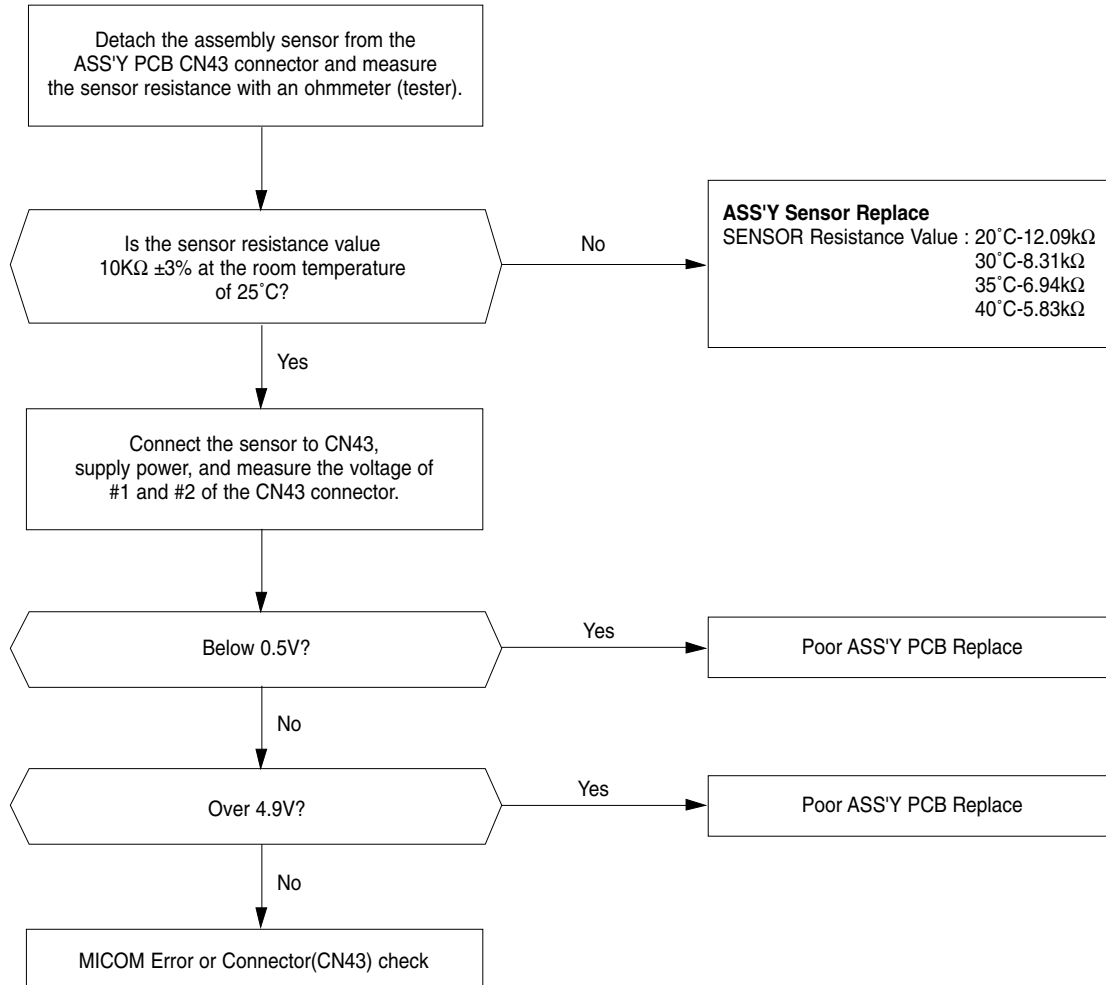 Detach the assembly sensor from the
ASS'Y PCB CN43 connector and measure
the sensor resistance with an ohmmeter (tester).
Is the sensor resistance value
10KΩ ±3% at the room temperature
of 25˚C?
No
ASS'Y Sensor Replace
SENSOR Resistance Value : 20˚C-12.09kΩ
30˚C-8.31kΩ
35˚C-6.94kΩ
40˚C-5.83kΩ
Yes
Connect the sensor to CN43,
supply power, and measure the voltage of
#1 and #2 of the CN43 connector.
Below 0.5V?
Yes
Poor ASS'Y PCB Replace
No
Over 4.9V?
Yes
Poor ASS'Y PCB Replace
No
MICOM Error or Connector(CN43) check